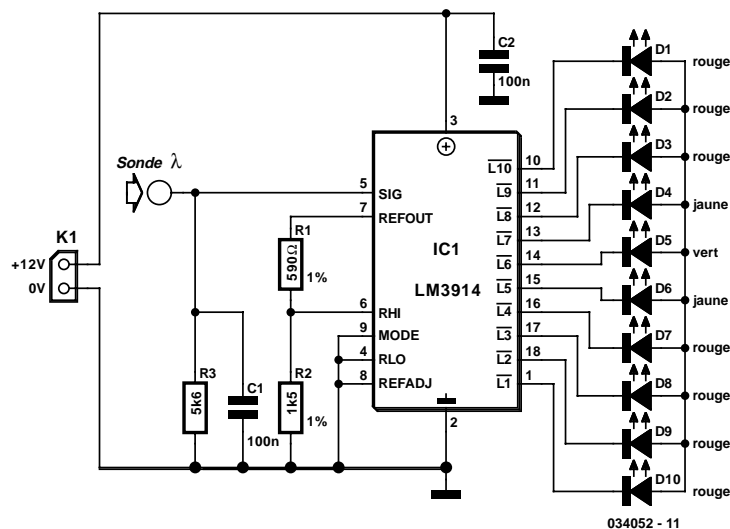 C2
100n
D1
rouge
D2
rouge
D3
rouge
D4
jaune
D5
vert
D6
jaune
D7
rouge
D8
rouge
D9
rouge
D10
rouge
Sonde λ
K1
+12V
0V
3
5
SIG
7
REFOUT
R1
590Ω
1%
6
RHI
9
MODE
4
RLO
8
REFADJ
R2
1k5
1%
R3
5k6
C1
100n
IC1
LM3914
2
L10
10
L9
11
L8
12
L7
13
L6
14
L5
15
L4
16
L3
17
L2
18
L1
1
034052 - 11